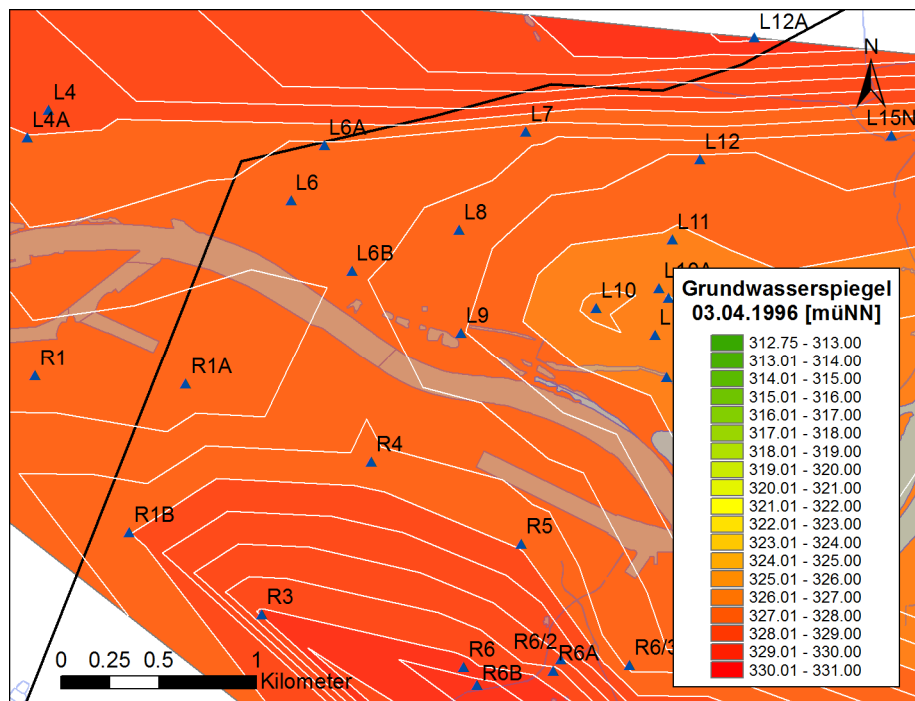 L12A
N
L4
L4A
L6A
L7
L12
L15N
L6
L8
L11
L6B
L10
L9
R1
R1A
R4
R1B
R5
R3
R6
R6/2
R6A
R6B
Grundwasserspiegel
03.04.1996 [müNN]
312.75 - 313.00
313.01 - 314.00
314.01 - 315.00
315.01 - 316.00
316.01 - 317.00
317.01 - 318.00
318.01 - 319.00
319.01 - 320.00
320.01 - 321.00
321.01 - 322.00
322.01 - 323.00
323.01 - 324.00
324.01 - 325.00
325.01 - 326.00
326.01 - 327.00
327.01 - 328.00
328.01 - 329.00
329.01 - 330.00
330.01 - 331.00
0 0.25 0.5 1
Kilometer